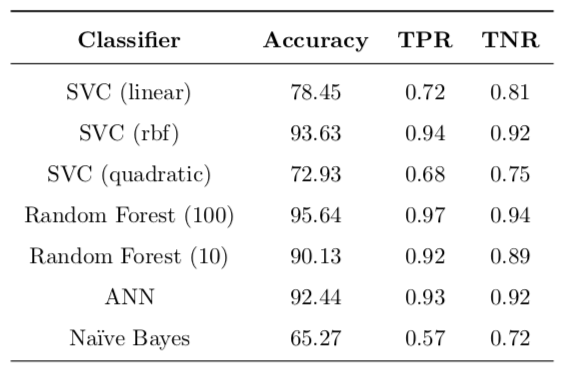 Classifier Accuracy TPR TNR
SVC (linear) 78.45 0.72 0.81
SVC (rbf) 93.63 0.94 0.92
SVC (quadratic) 72.93 0.68 0.75
Random Forest (100) 95.64 0.97 0.94
Random Forest (10) 90.13 0.92 0.89
ANN 92.44 0.93 0.92
Naïve Bayes 65.27 0.57 0.72